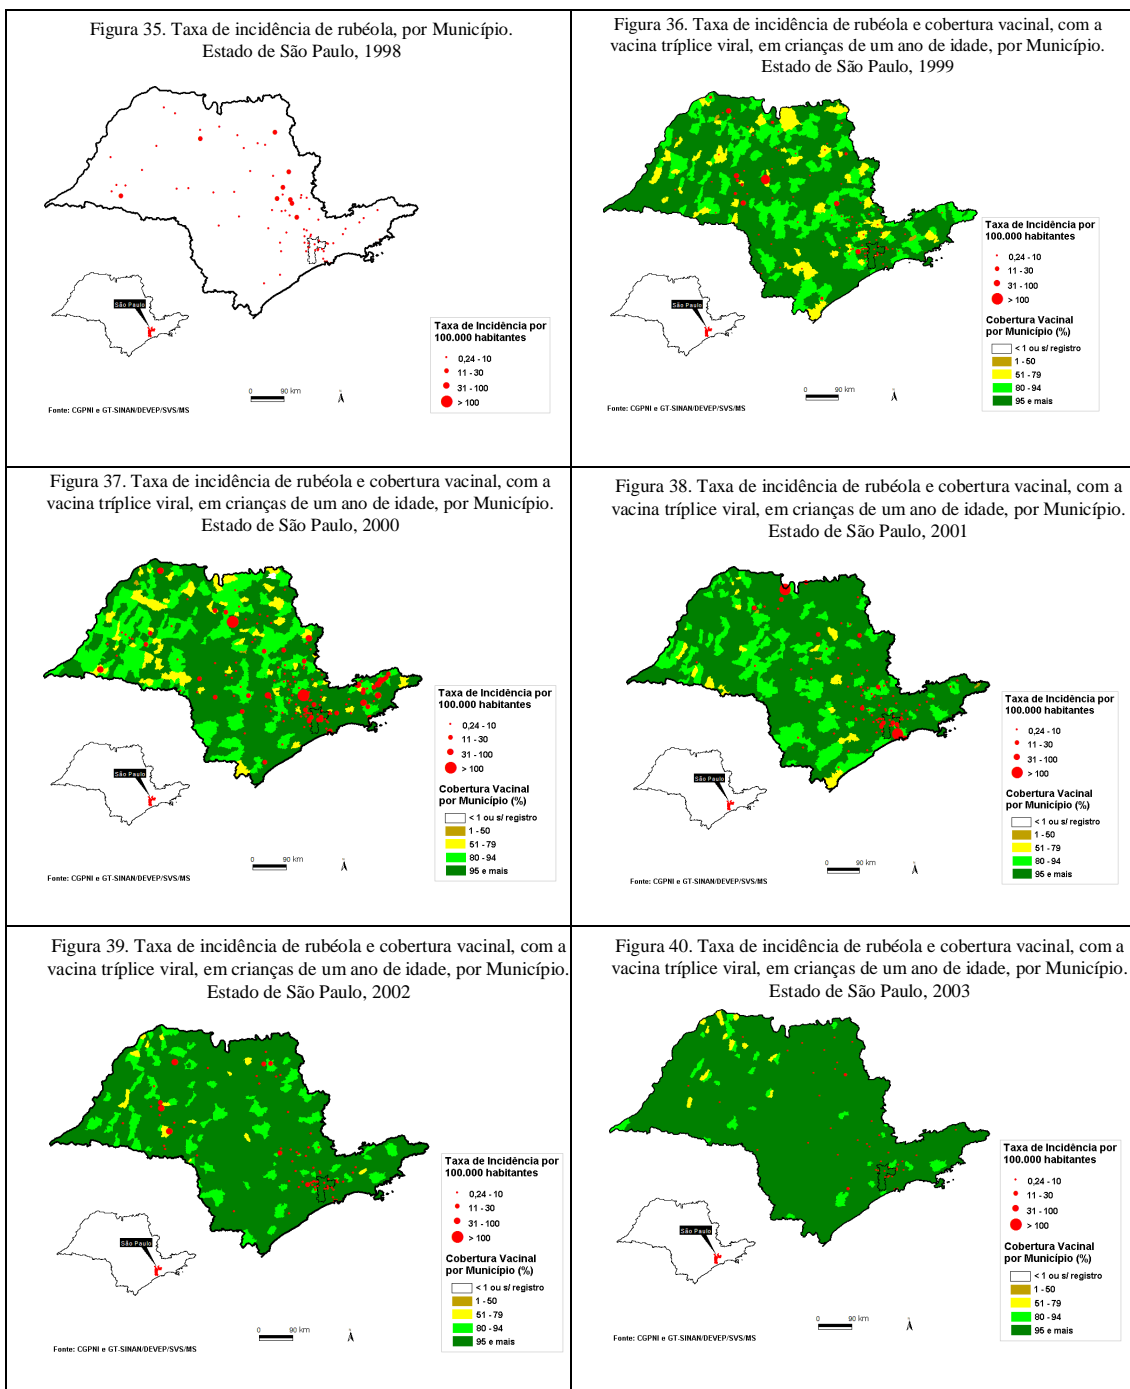 Figura 35. Taxa de incidência de rubéola, por Município.
Estado de São Paulo, 1998
São Paulo
Taxa de Incidência por
100.000 habitantes
0,24 - 10
11 - 30
31 - 100
> 100
0 90 km
N
Fonte: CGPNI e GT-SINAN/DEVEP/SVS/MS
Figura 36. Taxa de incidência de rubéola e cobertura vacinal, com a
vacina tríplice viral, em crianças de um ano de idade, por Município.
Estado de São Paulo, 1999
São Paulo
Taxa de Incidência por
100.000 habitantes
0,24 - 10
11 - 30
31 - 100
> 100
Cobertura Vacinal
por Município (%)
< 1 ou s/ registro
1 - 50
51 - 79
80 - 94
95 e mais
0 90 km
Fonte: CGPNI e GT-SINAN/DEVEP/SVS/MS
Figura 37. Taxa de incidência de rubéola e cobertura vacinal, com a
vacina tríplice viral, em crianças de um ano de idade, por Município.
Estado de São Paulo, 2000
São Paulo
Taxa de Incidência por
100.000 habitantes
0,24 - 10
11 - 30
31 - 100
> 100
Cobertura Vacinal
por Município (%)
< 1 ou s/ registro
1 - 50
51 - 79
80 - 94
95 e mais
0 90 km
Fonte: CGPNI e GT-SINAN/DEVEP/SVS/MS
Figura 38. Taxa de incidência de rubéola e cobertura vacinal, com a
vacina tríplice viral, em crianças de um ano de idade, por Município.
Estado de São Paulo, 2001
São Paulo
Taxa de Incidência por
100.000 habitantes
0,24 - 10
11 - 30
31 - 100
> 100
Cobertura Vacinal
por Município (%)
< 1 ou s/ registro
1 - 50
51 - 79
80 - 94
95 e mais
0 90 km
Fonte: CGPNI e GT-SINAN/DEVEP/SVS/MS
Figura 39. Taxa de incidência de rubéola e cobertura vacinal, com a
vacina tríplice viral, em crianças de um ano de idade, por Município.
Estado de São Paulo, 2002
São Paulo
Taxa de Incidência por
100.000 habitantes
0,24 - 10
11 - 30
31 - 100
> 100
Cobertura Vacinal
por Município (%)
< 1 ou s/ registro
1 - 50
51 - 79
80 - 94
95 e mais
0 90 km
Fonte: CGPNI e GT-SINAN/DEVEP/SVS/MS
Figura 40. Taxa de incidência de rubéola e cobertura vacinal, com a
vacina tríplice viral, em crianças de um ano de idade, por Município.
Estado de São Paulo, 2003
São Paulo
Taxa de Incidência por
100.000 habitantes
0,24 - 10
11 - 30
31 - 100
> 100
Cobertura Vacinal
por Município (%)
< 1 ou s/ registro
1 - 50
51 - 79
80 - 94
95 e mais
0 90 km
Fonte: CGPNI e GT-SINAN/DEVEP/SVS/MS